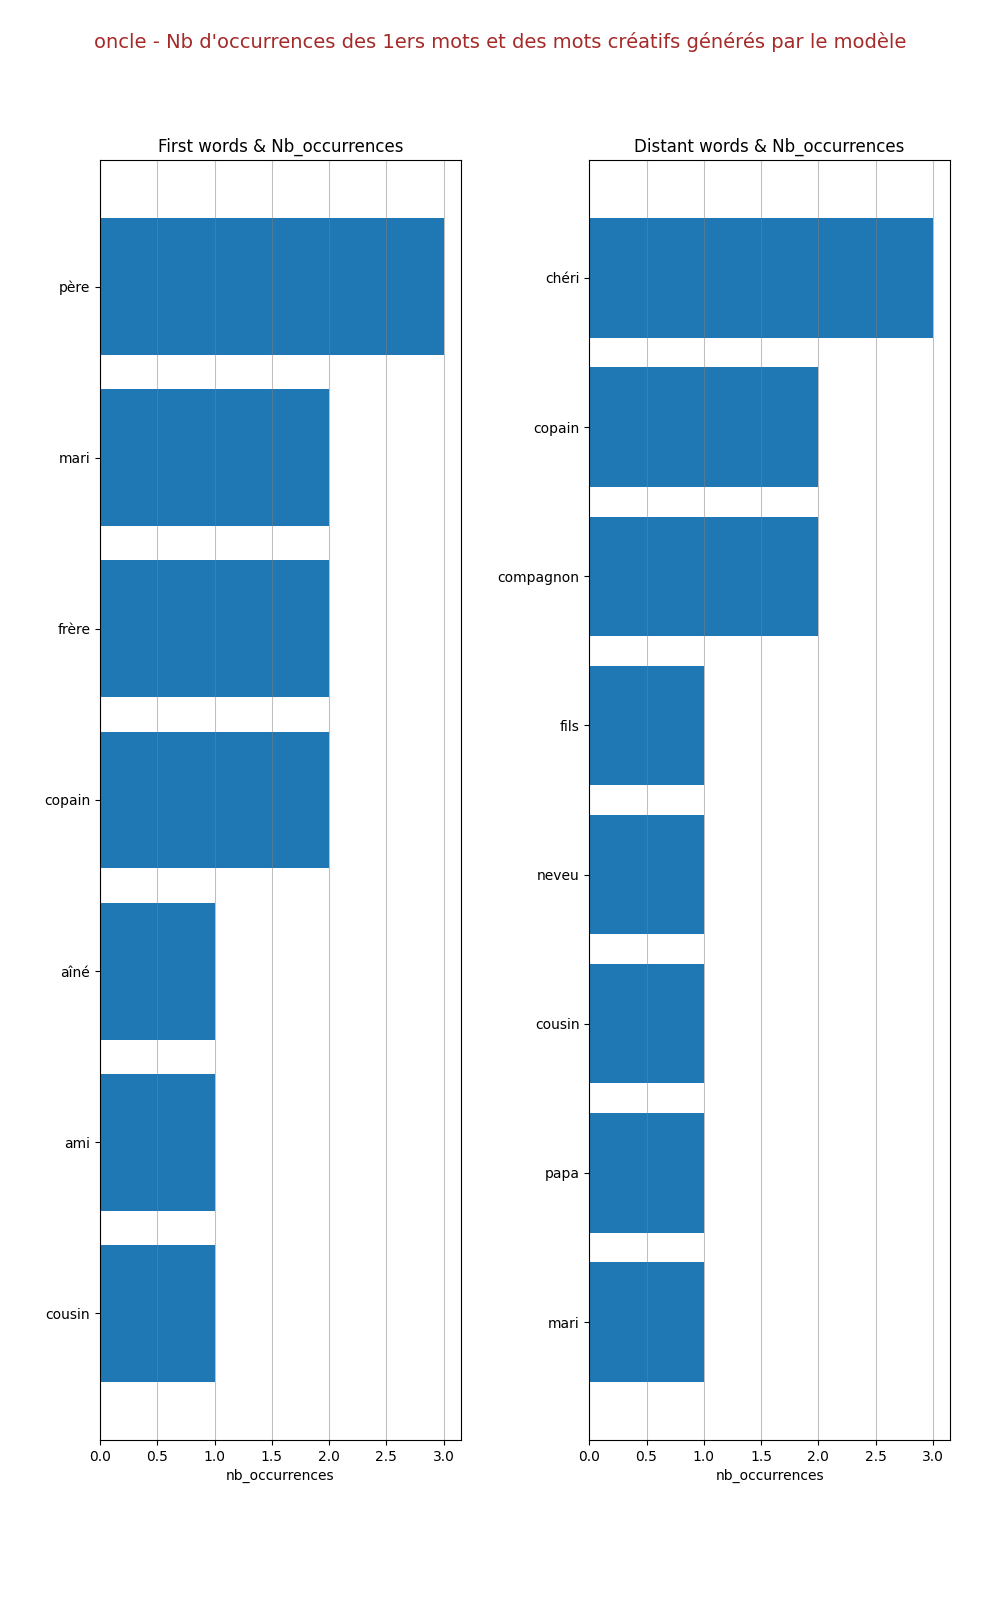 oncle - Nb d'occurrences des 1ers mots et des mots créatifs générés par le modèle
First words & Nb_occurrences
père
mari
frère
copain
aîné
ami
cousin
0.0 0.5 1.0 1.5 2.0 2.5 3.0
nb_occurrences
Distant words & Nb_occurrences
chéri
copain
compagnon
fils
neveu
cousin
papa
mari
0.0 0.5 1.0 1.5 2.0 2.5 3.0
nb_occurrences